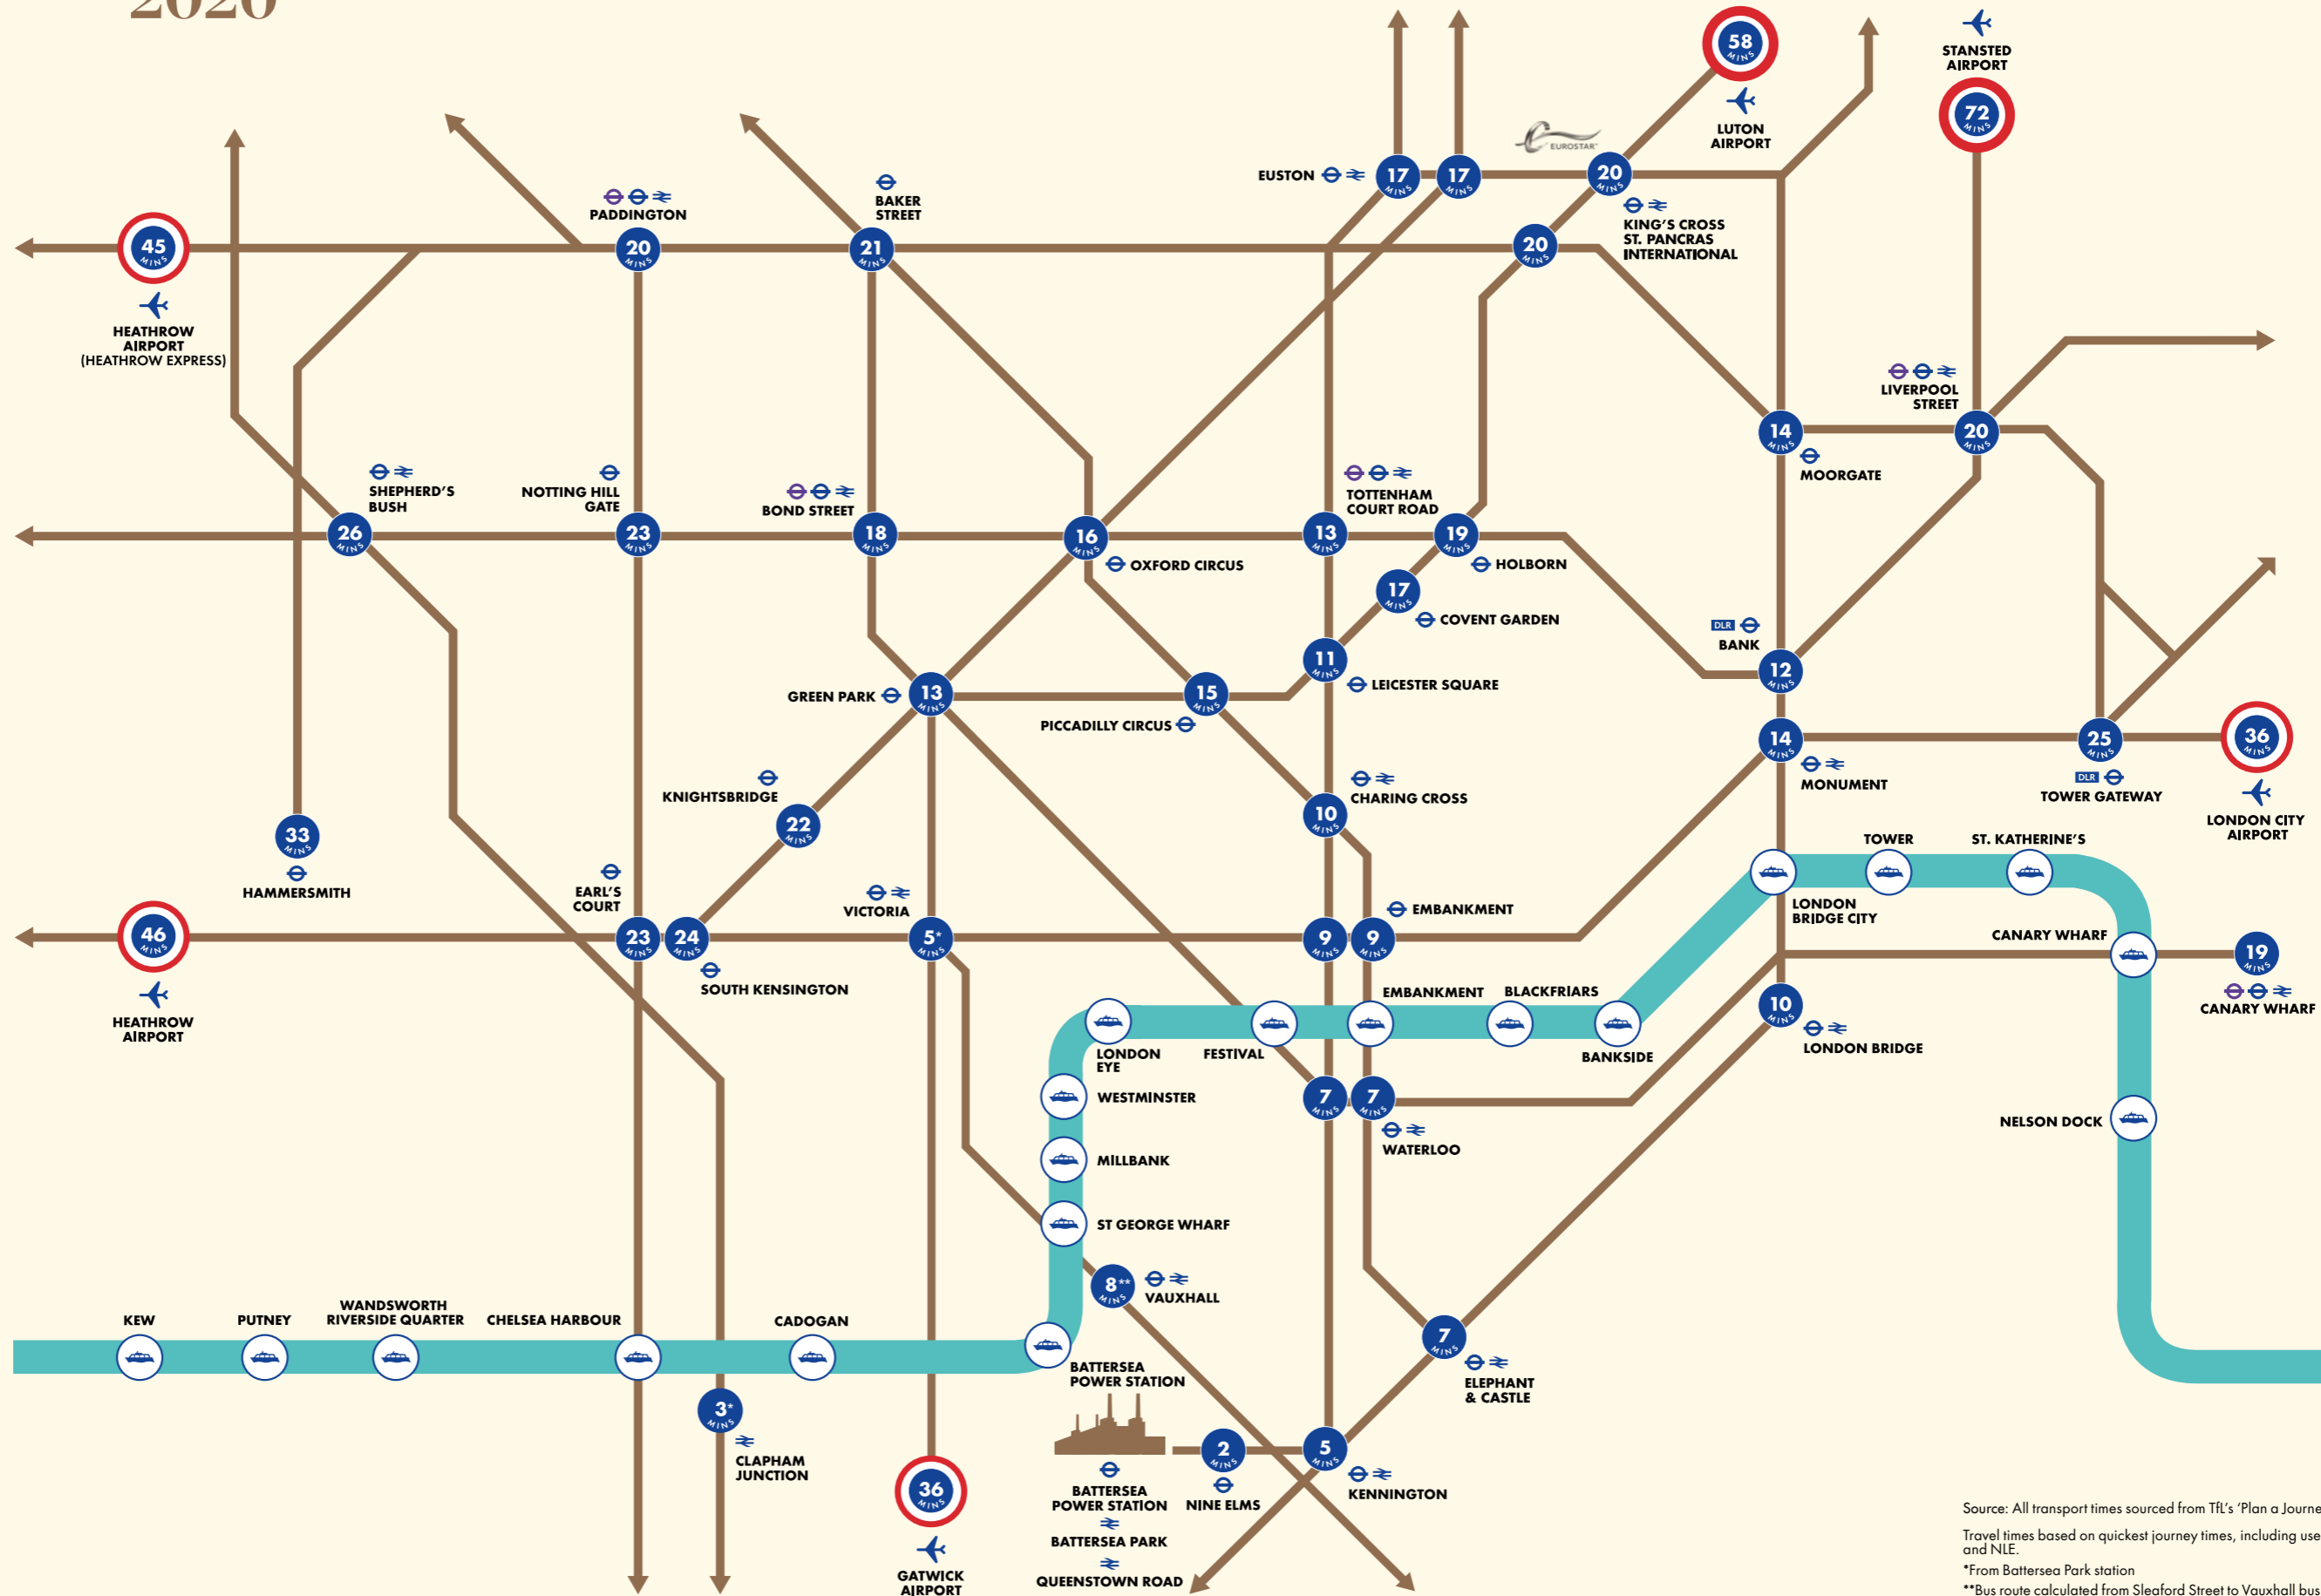 2020
58
MINS
LUTON
AIRPORT
STANSTED
AIRPORT
72
MINS
EUROSTAR
EUSTON
17
MINS
17
MINS
20
MINS
KING'S CROSS
ST. PANCRAS
INTERNATIONAL
20
MINS
PADDINGTON
20
MINS
BAKER
STREET
21
MINS
45
MINS
HEATHROW
AIRPORT
(HEATHROW EXPRESS)
LIVERPOOL
STREET
20
MINS
14
MINS
MOORGATE
SHEPHERD'S
BUSH
26
MINS
NOTTING HILL
GATE
23
MINS
BOND STREET
18
MINS
16
MINS
OXFORD CIRCUS
TOTTENHAM
COURT ROAD
13
MINS
19
MINS
HOLBORN
17
MINS
COVENT GARDEN
11
MINS
LEICESTER SQUARE
DLR
BANK
12
MINS
GREEN PARK
13
MINS
15
MINS
PICCADILLY CIRCUS
14
MINS
MONUMENT
25
MINS
DLR
TOWER GATEWAY
36
MINS
LONDON CITY
AIRPORT
KNIGHTSBRIDGE
22
MINS
CHARING CROSS
10
MINS
33
MINS
HAMMERSMITH
TOWER
ST. KATHERINE'S
LONDON
BRIDGE CITY
EARL'S
COURT
23
MINS
24
MINS
SOUTH KENSINGTON
VICTORIA
5*
MINS
9
MINS
9
MINS
EMBANKMENT
46
MINS
HEATHROW
AIRPORT
CANARY WHARF
19
MINS
CANARY WHARF
LONDON
EYE
FESTIVAL
EMBANKMENT
BLACKFRIARS
BANKSIDE
10
MINS
LONDON BRIDGE
WESTMINSTER
7
MINS
7
MINS
WATERLOO
NELSON DOCK
MILLBANK
ST GEORGE WHARF
8**
MINS
VAUXHALL
KEW
PUTNEY
WANDSWORTH
RIVERSIDE QUARTER
CHELSEA HARBOUR
CADOGAN
BATTERSEA
POWER STATION
7
MINS
ELEPHANT
& CASTLE
3*
MINS
CLAPHAM
JUNCTION
36
MINS
GATWICK
AIRPORT
BATTERSEA
POWER STATION
BATTERSEA PARK
QUEENSTOWN ROAD
2
MINS
NINE ELMS
5
MINS
KENNINGTON
Source: All transport times sourced from TfL's 'Plan a Journe
Travel times based on quickest journey times, including use
and NLE.
*From Battersea Park station
**Bus route calculated from Sleaford Street to Vauxhall bus